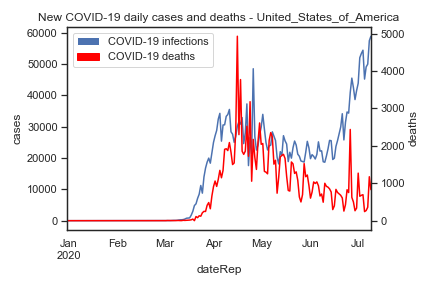 New COVID-19 daily cases and deaths - United_States_of_America
COVID-19 infections
COVID-19 deaths
60000
50000
40000
30000
20000
10000
0
cases
5000
4000
3000
2000
1000
0
deaths
Jan Feb Mar Apr May Jun Jul
2020
dateRep